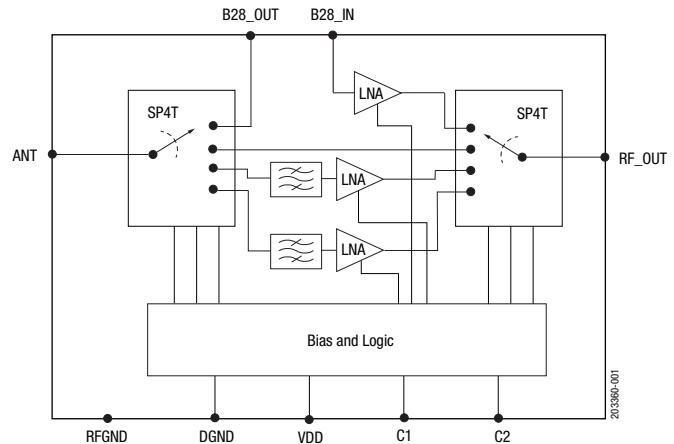 B28_OUT B28_IN
LNA
SP4T SP4T
ANT RF_OUT
LNA
LNA
Bias and Logic
203360-001
RFGND DGND VDD C1 C2